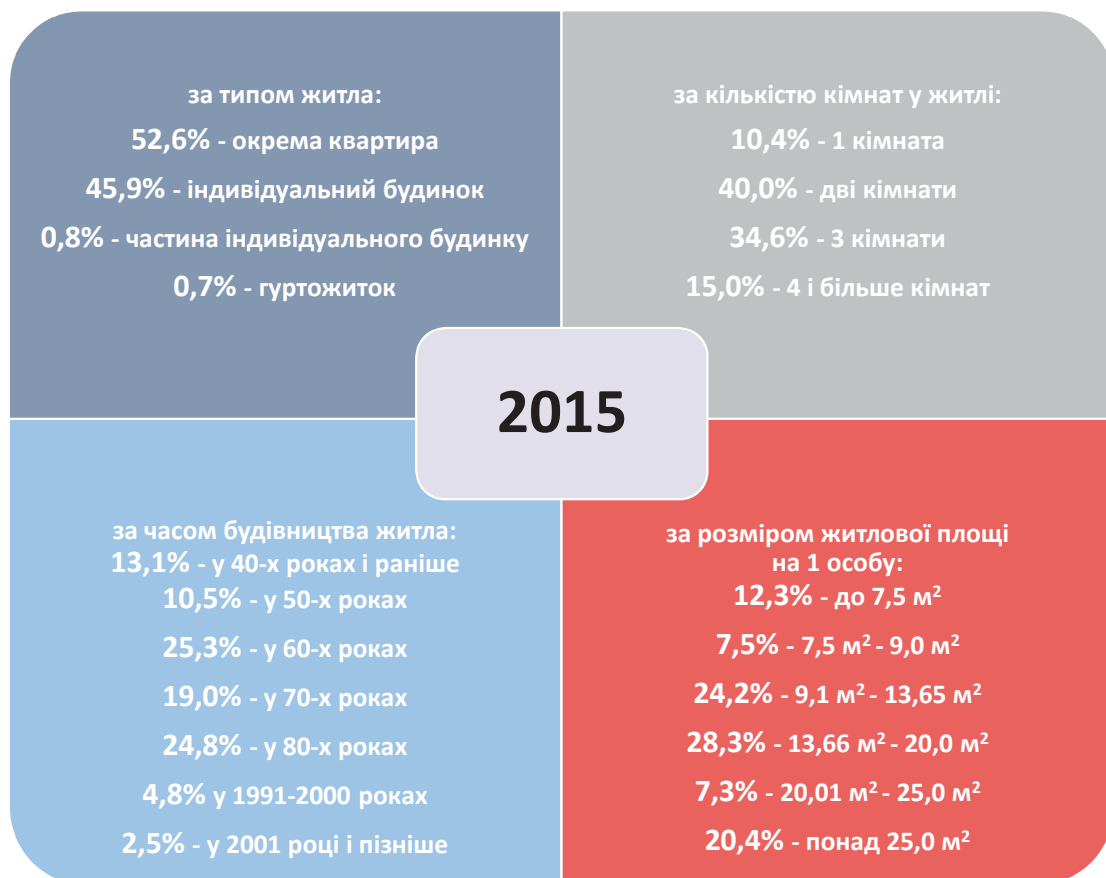 за типом житла:
52,6% - окрема квартира
45,9% - індивідуальний будинок
0,8% - частина індивідуального будинку
0,7% - гуртожиток
за кількістю кімнат у житлі:
10,4% - 1 кімната
40,0% - дві кімнати
34,6% - 3 кімнати
15,0% - 4 і більше кімнат
2015
за часом будівництва житла:
13,1% - у 40-х роках і раніше
10,5% - у 50-х роках
25,3% - у 60-х роках
19,0% - у 70-х роках
24,8% - у 80-х роках
4,8% у 1991-2000 роках
2,5% - у 2001 році і пізніше
за розміром житлової площі
на 1 особу:
12,3% - до 7,5 м²
7,5% - 7,5 м² - 9,0 м²
24,2% - 9,1 м² - 13,65 м²
28,3% - 13,66 м² - 20,0 м²
7,3% - 20,01 м² - 25,0 м²
20,4% - понад 25,0 м²